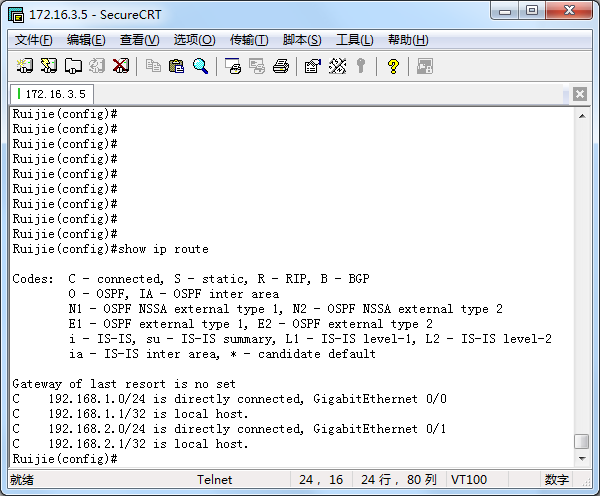 172.16.3.5 - SecureCRT
文件(F) 编辑(E) 查看(V) 选项(O) 传输(T) 脚本(S) 工具(L) 帮助(H)
172.16.3.5
Ruijie(config)#
Ruijie(config)#
Ruijie(config)#
Ruijie(config)#
Ruijie(config)#
Ruijie(config)#
Ruijie(config)#
Ruijie(config)#
Ruijie(config)#
Ruijie(config)#show ip route
Codes:  C - connected, S - static, R - RIP, B - BGP
O - OSPF, IA - OSPF inter area
N1 - OSPF NSSA external type 1, N2 - OSPF NSSA external type 2
E1 - OSPF external type 1, E2 - OSPF external type 2
i - IS-IS, su - IS-IS summary, L1 - IS-IS level-1, L2 - IS-IS level-2
ia - IS-IS inter area, * - candidate default
Gateway of last resort is no set
C    192.168.1.0/24 is directly connected, GigabitEthernet 0/0
C    192.168.1.1/32 is local host.
C    192.168.2.0/24 is directly connected, GigabitEthernet 0/1
C    192.168.2.1/32 is local host.
Ruijie(config)#
就绪 Telnet 24, 16 24 行, 80 列 VT100 数字